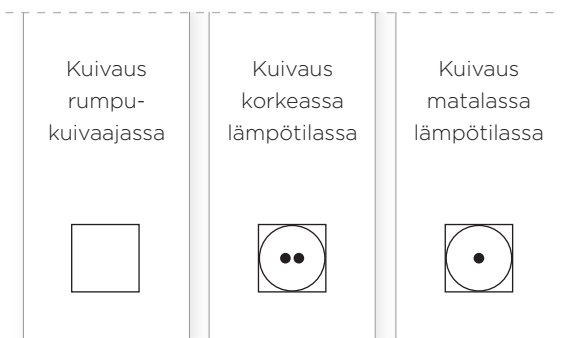 Kuivaus
rumpu-
kuivaajassa
Kuivaus
korkeassa
lämpötilassa
Kuivaus
matalassa
lämpötilassa